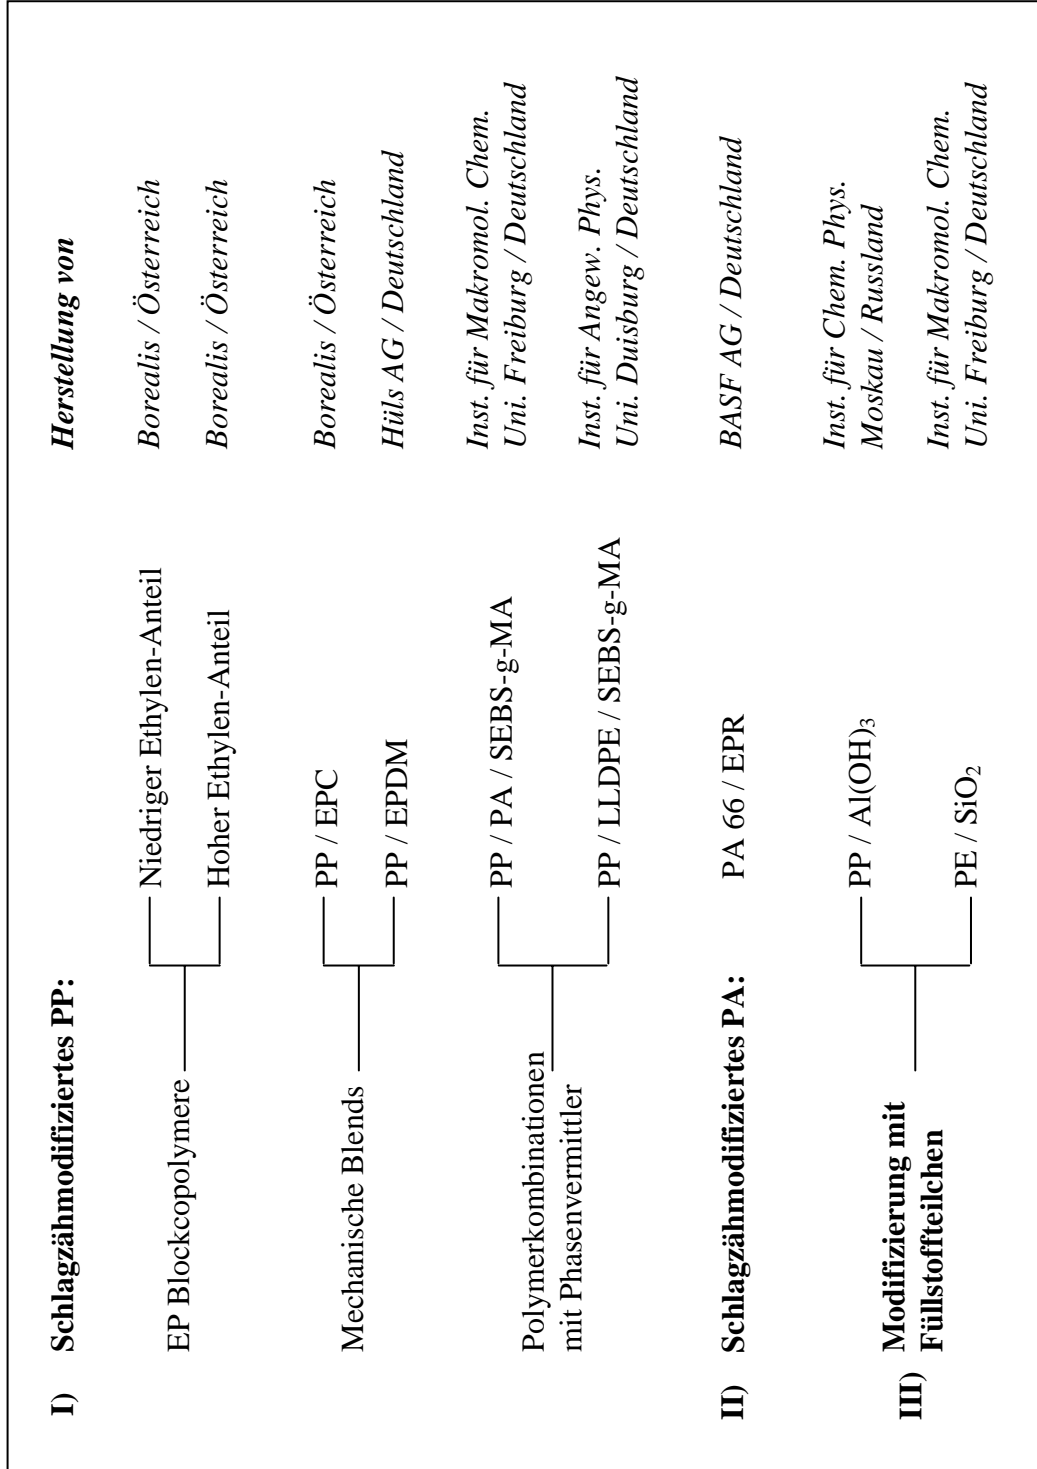 I) Schlagzähmodifiziertes PP: Herstellung von
EP Blockcopolymere
Niedriger Ethylen-Anteil Borealis / Österreich
Hoher Ethylen-Anteil Borealis / Österreich
Mechanische Blends
PP / EPC Borealis / Österreich
PP / EPDM Hüls AG / Deutschland
Polymerkombinationen
mit Phasenvermittler
PP / PA / SEBS-g-MA Inst. für Makromol. Chem.
Uni. Freiburg / Deutschland
PP / LLDPE / SEBS-g-MA Inst. für Angew. Phys.
Uni. Duisburg / Deutschland
II) Schlagzähmodifiziertes PA: PA 66 / EPR BASF AG / Deutschland
III) Modifizierung mit
Füllstoffteilchen
PP / Al(OH)₃ Inst. für Chem. Phys.
Moskau / Russland
PE / SiO₂ Inst. für Makromol. Chem.
Uni. Freiburg / Deutschland